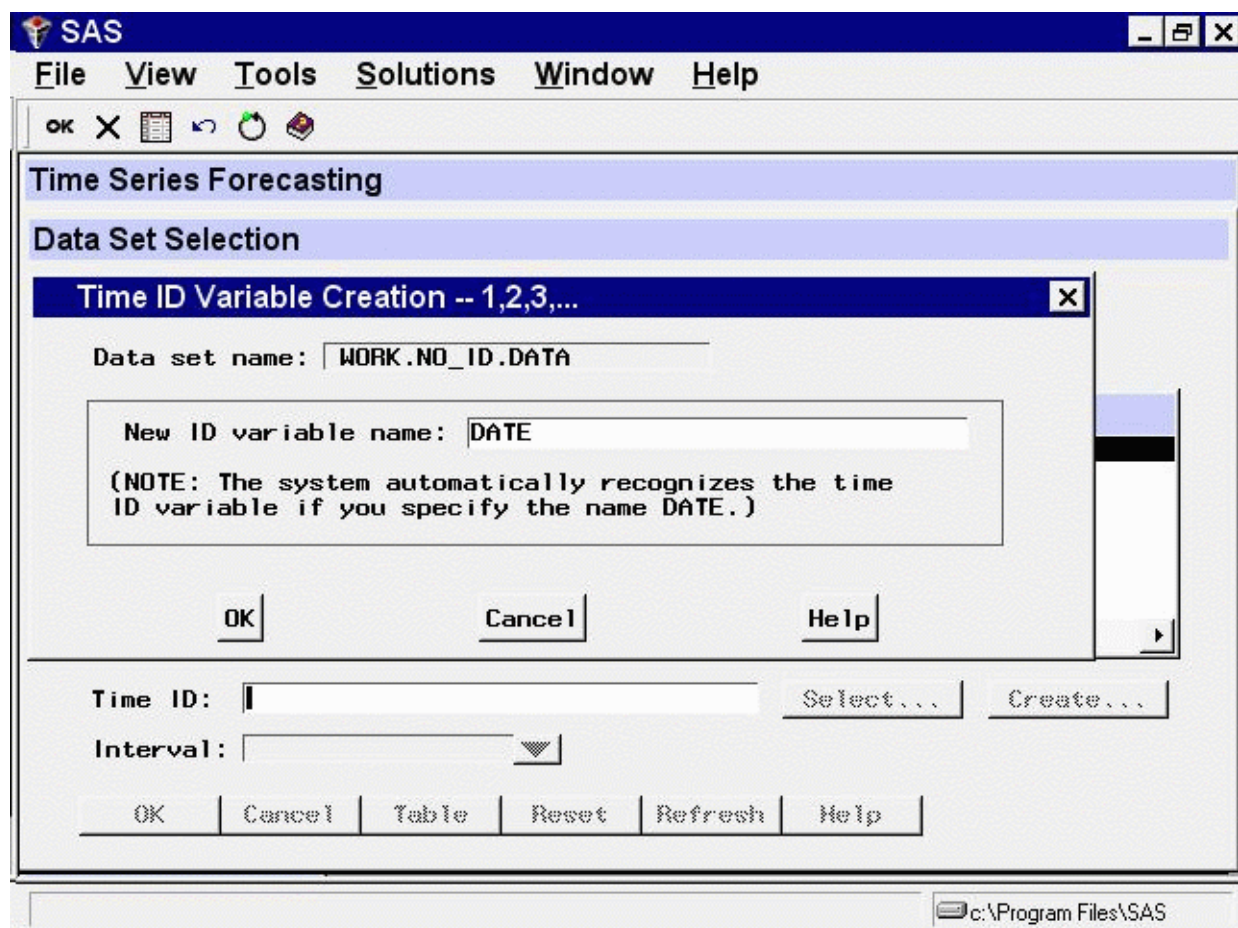 SAS
File View Tools Solutions Window Help
OK
Time Series Forecasting
Data Set Selection
Time ID Variable Creation -- 1,2,3,...
Data set name: WORK.NO_ID.DATA
New ID variable name: DATE
(NOTE: The system automatically recognizes the time
ID variable if you specify the name DATE.)
OK Cancel Help
Time ID: Select... Create...
Interval:
OK Cancel Table Reset Refresh Help
c:\Program Files\SAS